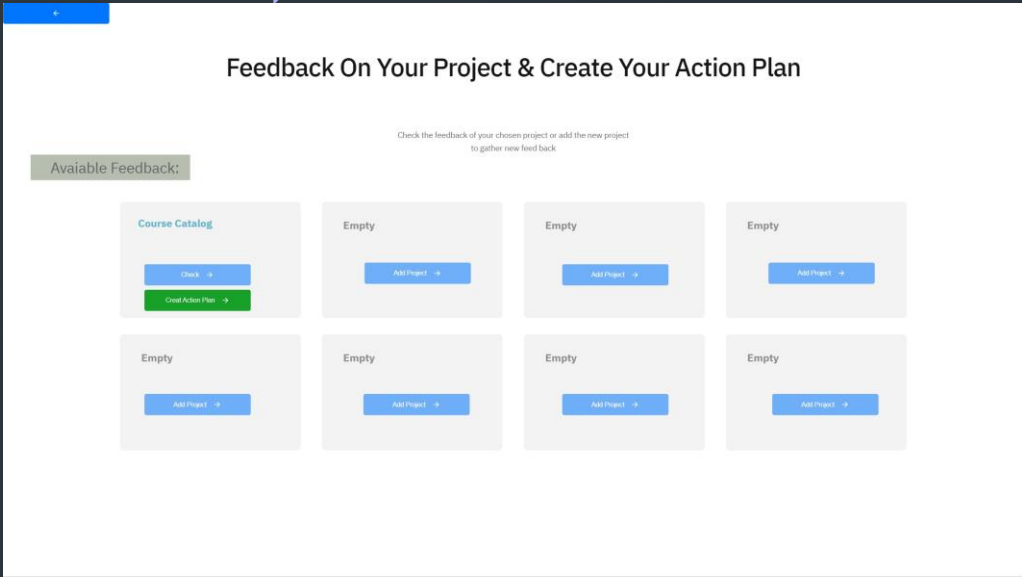 ←
Feedback On Your Project & Create Your Action Plan
Check the feedback of your chosen project or add the new project
to gather new feed back
Avaiable Feedback:
Course Catalog
Check →
Creat Action Plan →
Empty
Add Project →
Empty
Add Project →
Empty
Add Project →
Empty
Add Project →
Empty
Add Project →
Empty
Add Project →
Empty
Add Project →